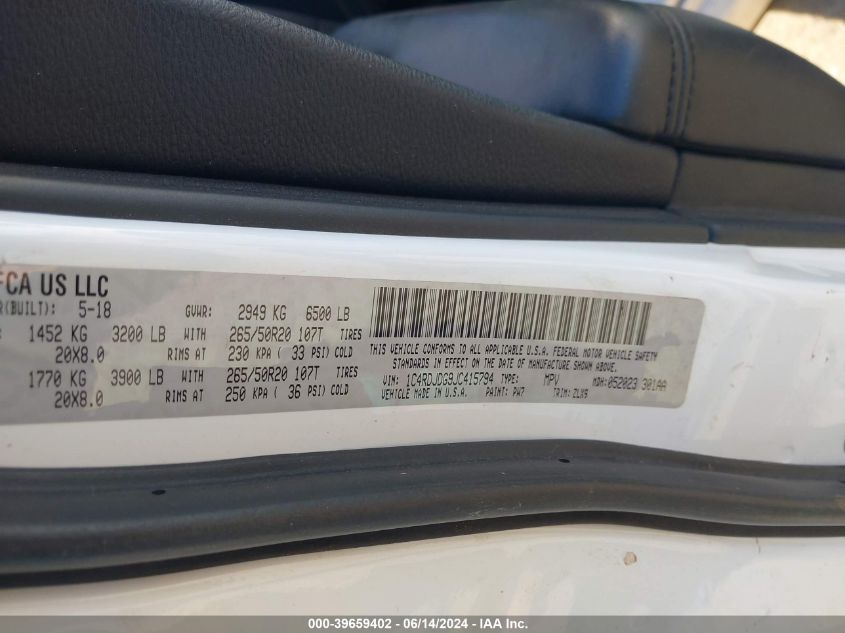 FCA US LLC
R(BUILT): 5-18 GVWR: 2949 KG 6500 LB
: 1452 KG 3200 LB WITH 265/50R20 107T TIRES
20X8.0 RIMS AT 230 KPA ( 33 PSI) COLD
1770 KG 3900 LB WITH 265/50R20 107T TIRES
20X8.0 RIMS AT 250 KPA ( 36 PSI) COLD
THIS VEHICLE CONFORMS TO ALL APPLICABLE U.S.A. FEDERAL MOTOR VEHICLE SAFETY
STANDARDS IN EFFECT ON THE DATE OF MANUFACTURE SHOWN ABOVE.
VIN: 1C4RDJDG9JC415794 TYPE: MPV MDH:052023 301AA
VEHICLE MADE IN U.S.A. PAINT: PW7 TRIM:
000-39659402 - 06/14/2024 - IAA Inc.